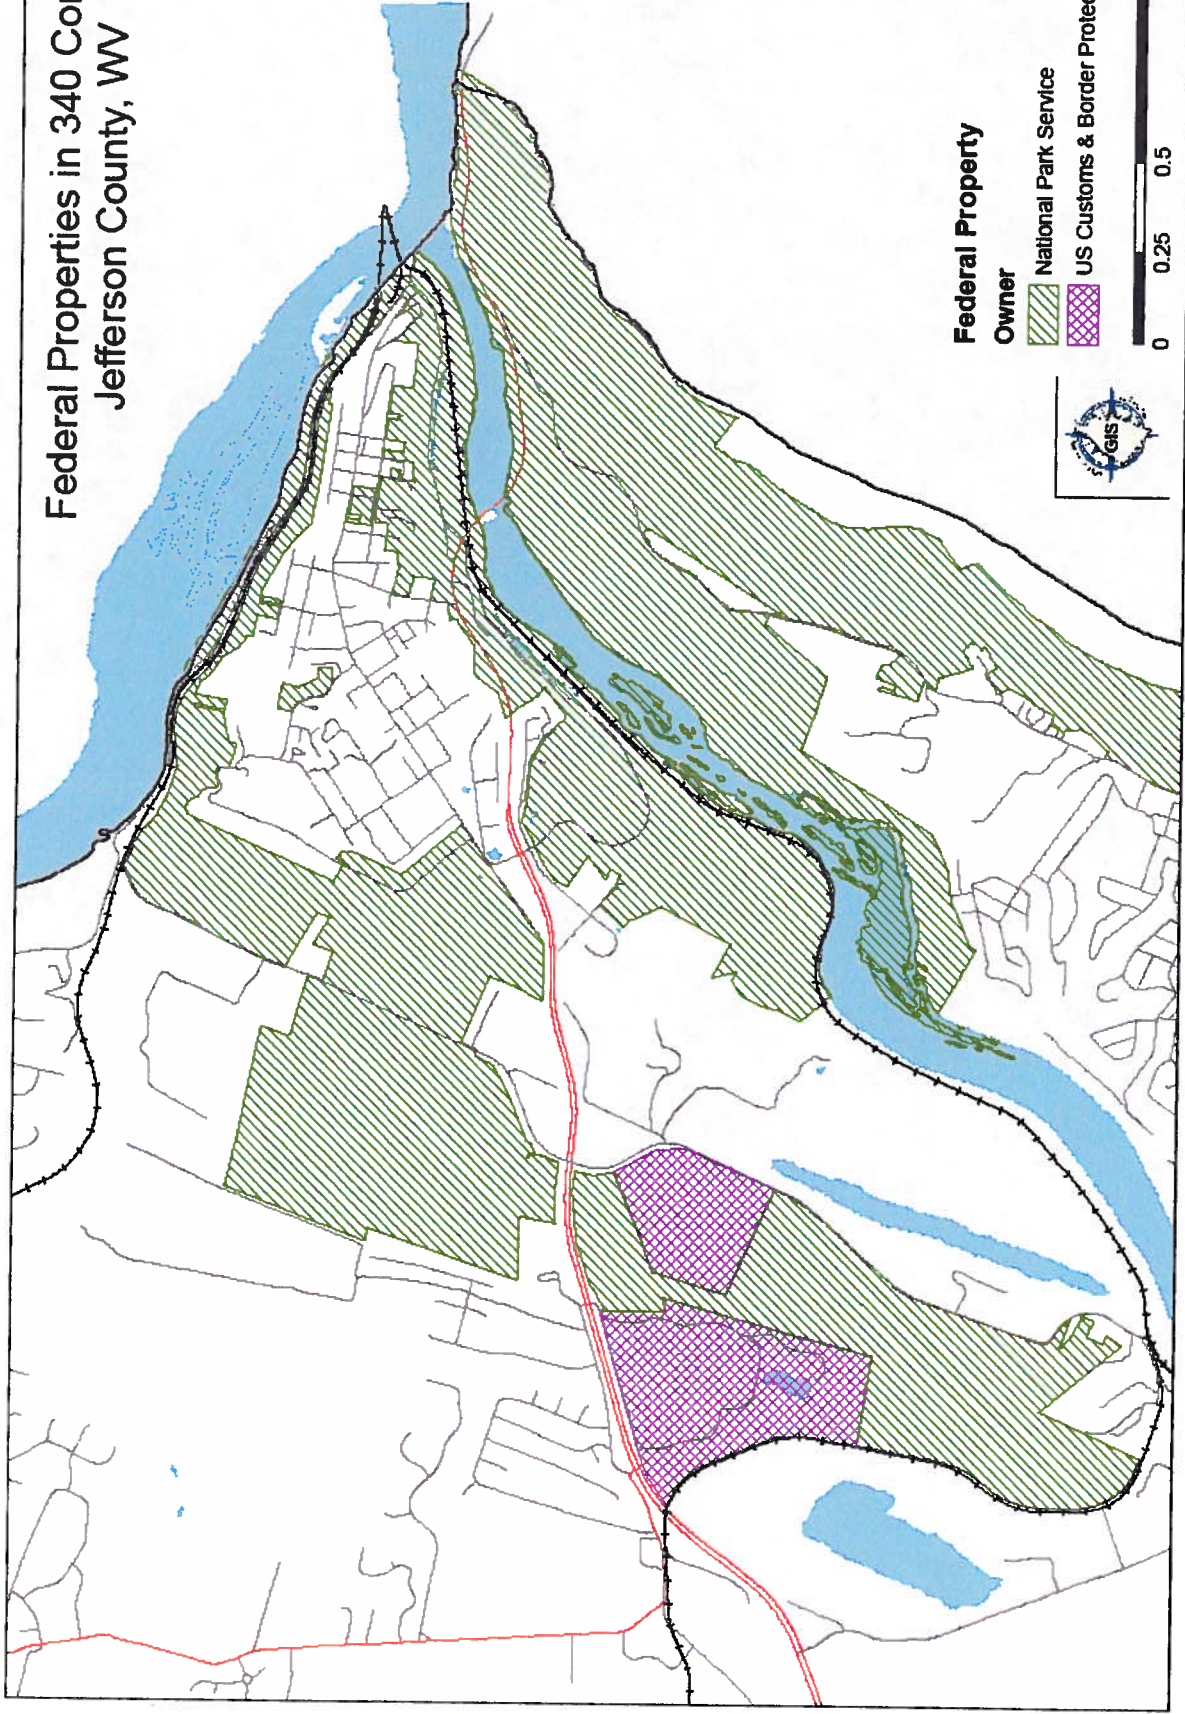 Federal Properties in 340 Co
Jefferson County, WV
Federal Property
Owner
National Park Service
US Customs & Border Protec
0 0.25 0.5
GIS